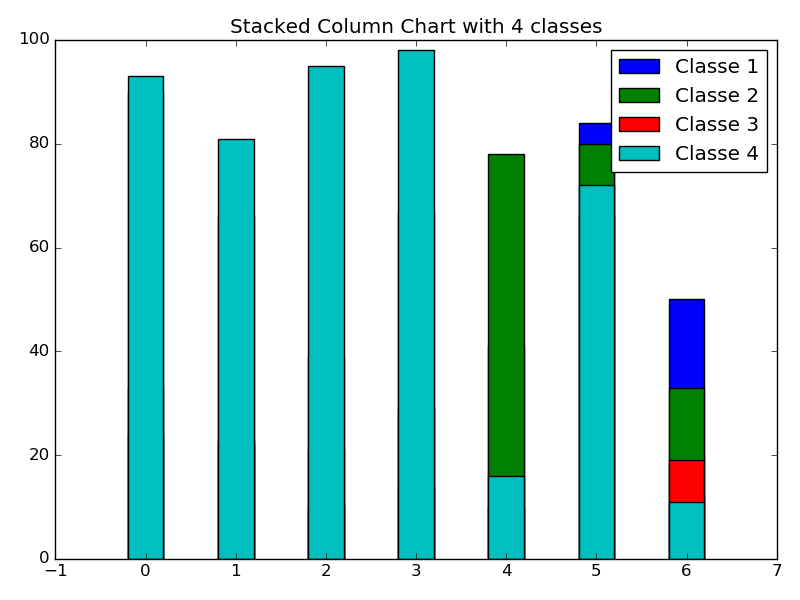 Stacked Column Chart with 4 classes
100
80
60
40
20
0
Classe 1
Classe 2
Classe 3
Classe 4
−1 0 1 2 3 4 5 6 7